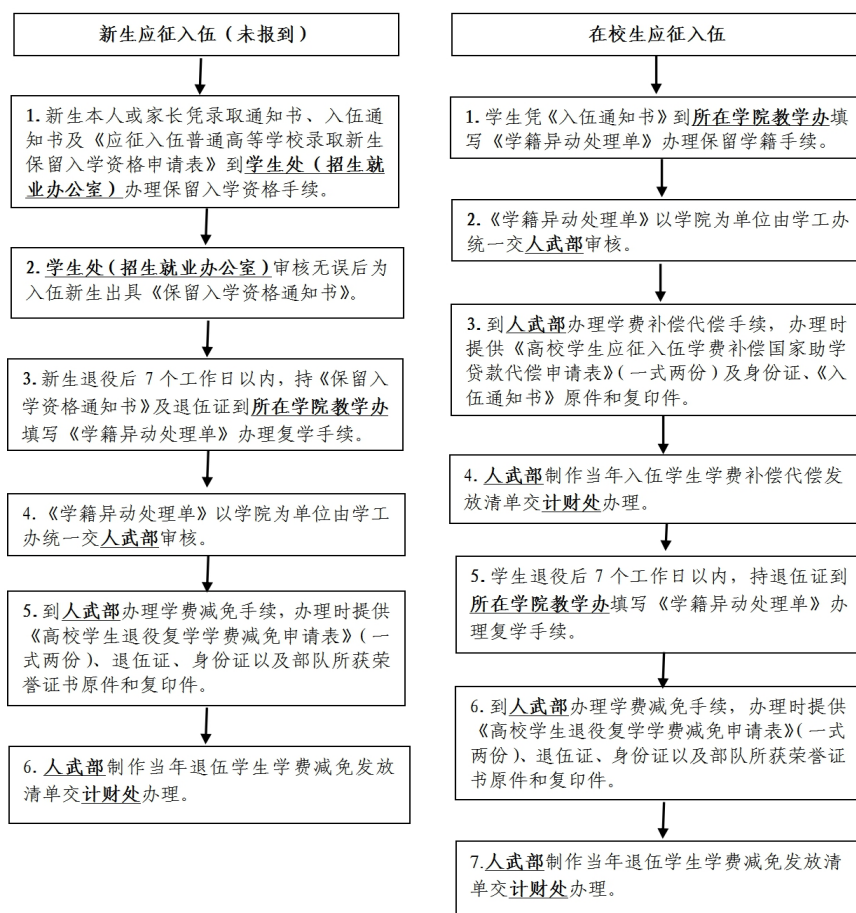 新生应征入伍（未报到）
1.新生本人或家长凭录取通知书、入伍通
知书及《应征入伍普通高等学校录取新生
保留入学资格申请表》到学生处（招生就
业办公室）办理保留入学资格手续。
2.学生处（招生就业办公室）审核无误后为
入伍新生出具《保留入学资格通知书》。
3.新生退役后 7 个工作日以内，持《保留入
学资格通知书》及退伍证到所在学院教学办
填写《学籍异动处理单》办理复学手续。
4.《学籍异动处理单》以学院为单位由学工
办统一交人武部审核。
5.到人武部办理学费减免手续，办理时提供
《高校学生退役复学学费减免申请表》（一
式两份）、退伍证、身份证以及部队所获荣
誉证书原件和复印件。
6. 人武部制作当年退伍学生学费减免发放
清单交计财处办理。
在校生应征入伍
1.学生凭《入伍通知书》到所在学院教学办填
写《学籍异动处理单》办理保留学籍手续。
2.《学籍异动处理单》以学院为单位由学工办
统一交人武部审核。
3.到人武部办理学费补偿代偿手续，办理时
提供《高校学生应征入伍学费补偿国家助学
贷款代偿申请表》（一式两份）及身份证、《入
伍通知书》原件和复印件。
4.人武部制作当年入伍学生学费补偿代偿发
放清单交计财处办理。
5.学生退役后 7 个工作日以内，持退伍证到
所在学院教学办填写《学籍异动处理单》办
理复学手续。
6.到人武部办理学费减免手续，办理时提供
《高校学生退役复学学费减免申请表》（一式
两份）、退伍证、身份证以及部队所获荣誉证
书原件和复印件。
7.人武部制作当年退伍学生学费减免发放清
单交计财处办理。